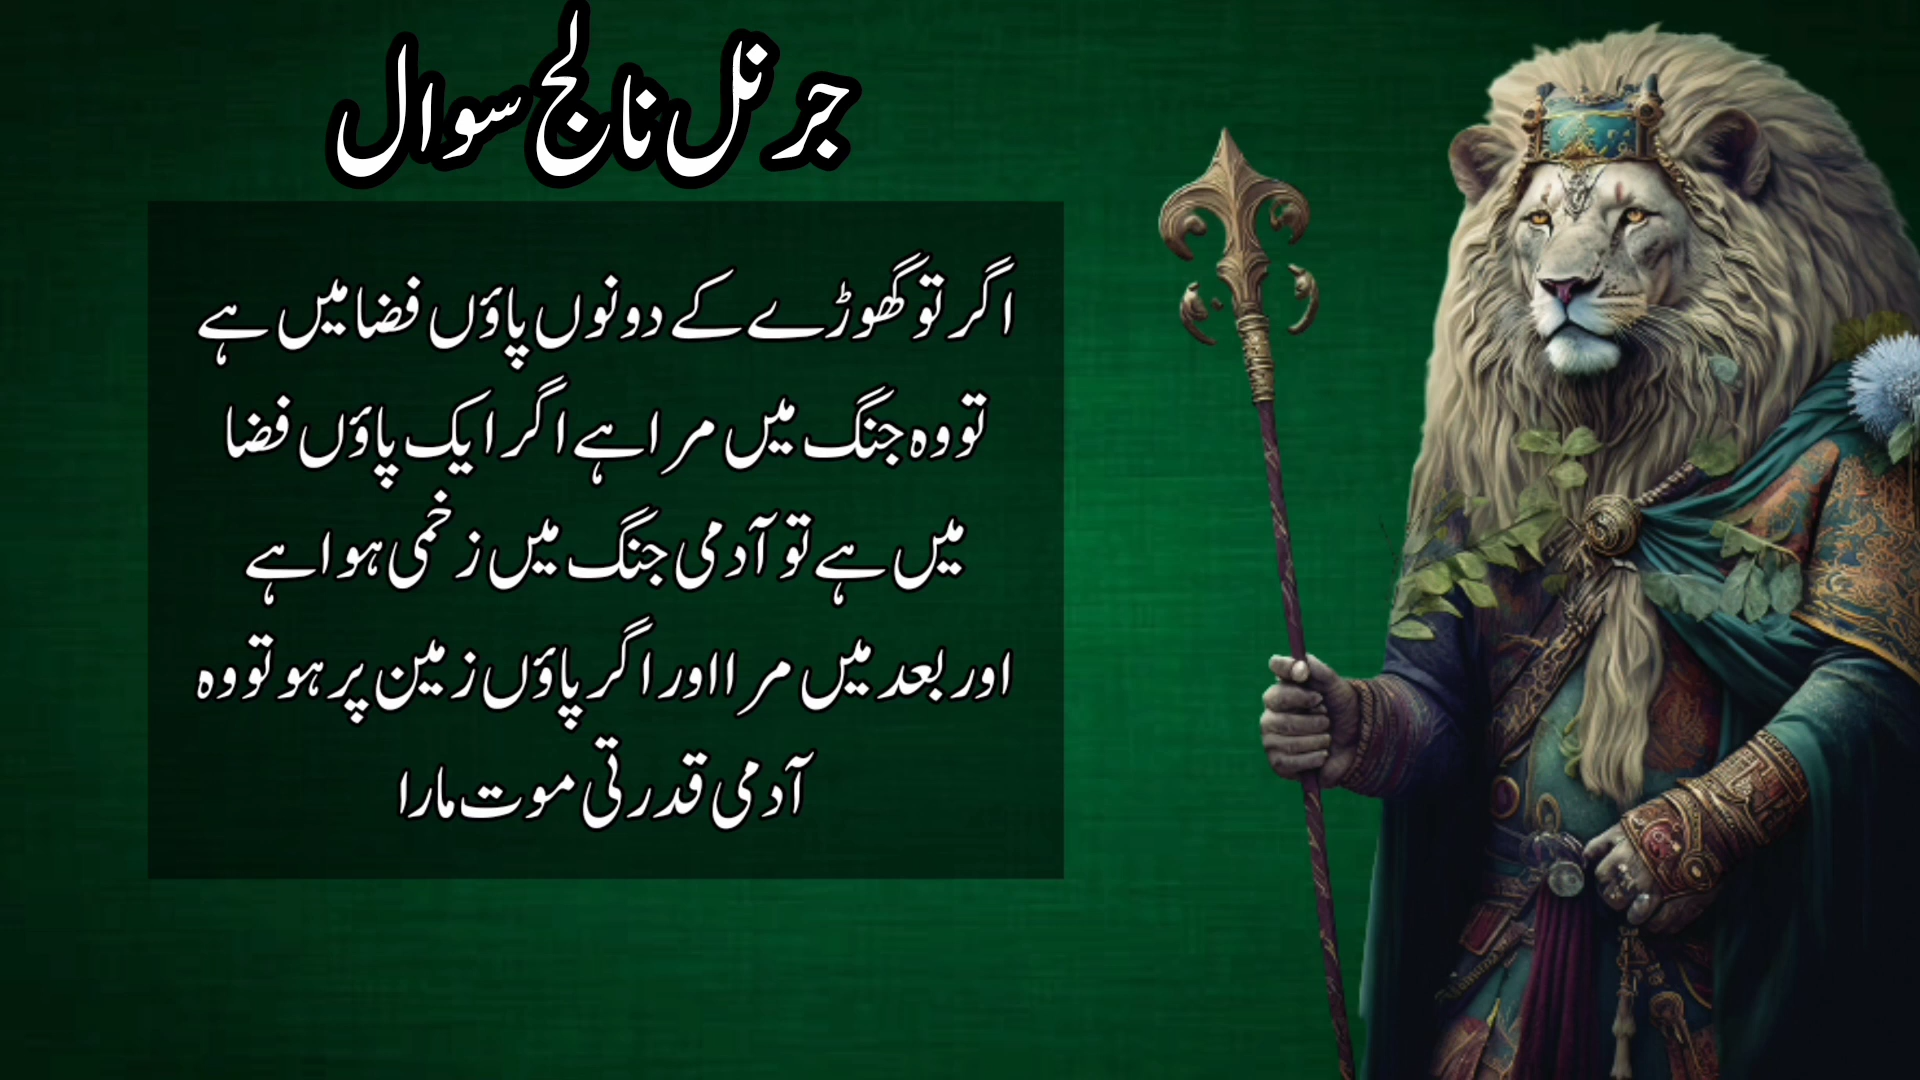 جرنل نالج سوال
اگر تو گھوڑے کے دونوں پاؤں فضا میں ہے
تو وہ جنگ میں مرا ہے اگر ایک پاؤں فضا
میں ہے تو آدمی جنگ میں زخمی ہوا ہے
اور بعد میں مرا اور اگر پاؤں زمین پر ہو تو وہ
آدمی قدرتی موت مارا